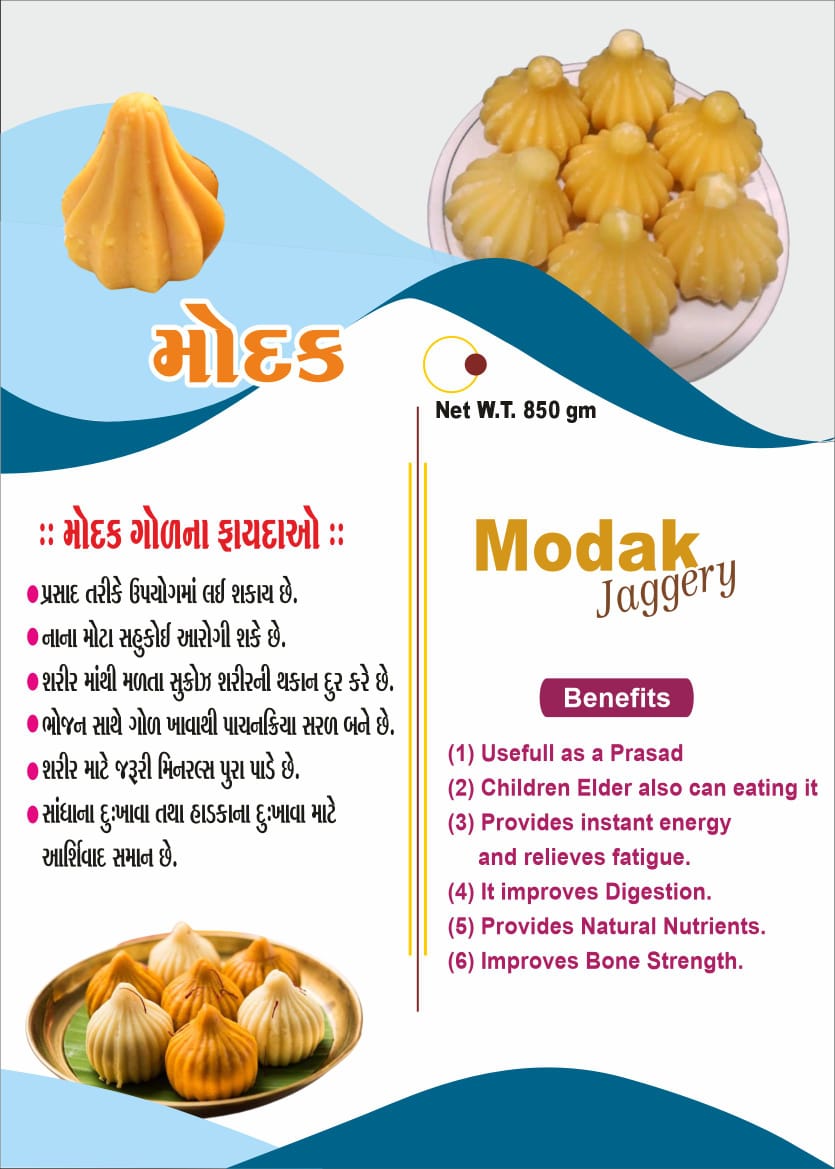 મોદક
Net W.T. 850 gm
:: મોદક ગોળના ફાયદાઓ ::
પ્રસાદ તરીકે ઉપયોગમાં લઈ શકાય છે.
નાના મોટા સહુકોઈ આરોગી શકે છે.
શરીર માંથી મળતા સુક્રોઝ શરીરની થકાન દુર કરે છે.
ભોજન સાથે ગોળ ખાવાથી પાચનક્રિયા સરળ બને છે.
શરીર માટે જરૂરી મિનરલ્સ પુરા પાડે છે.
સાંધાના દુઃખાવા તથા હાડકાના દુઃખાવા માટે
આર્શિવાદ સમાન છે.
Modak
Jaggery
Benefits
(1) Usefull as a Prasad
(2) Children Elder also can eating it
(3) Provides instant energy
and relieves fatigue.
(4) It improves Digestion.
(5) Provides Natural Nutrients.
(6) Improves Bone Strength.